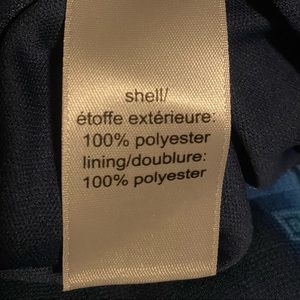 shell/
étoffe extérieure:
100% polyester
lining/doublure:
100% polyester